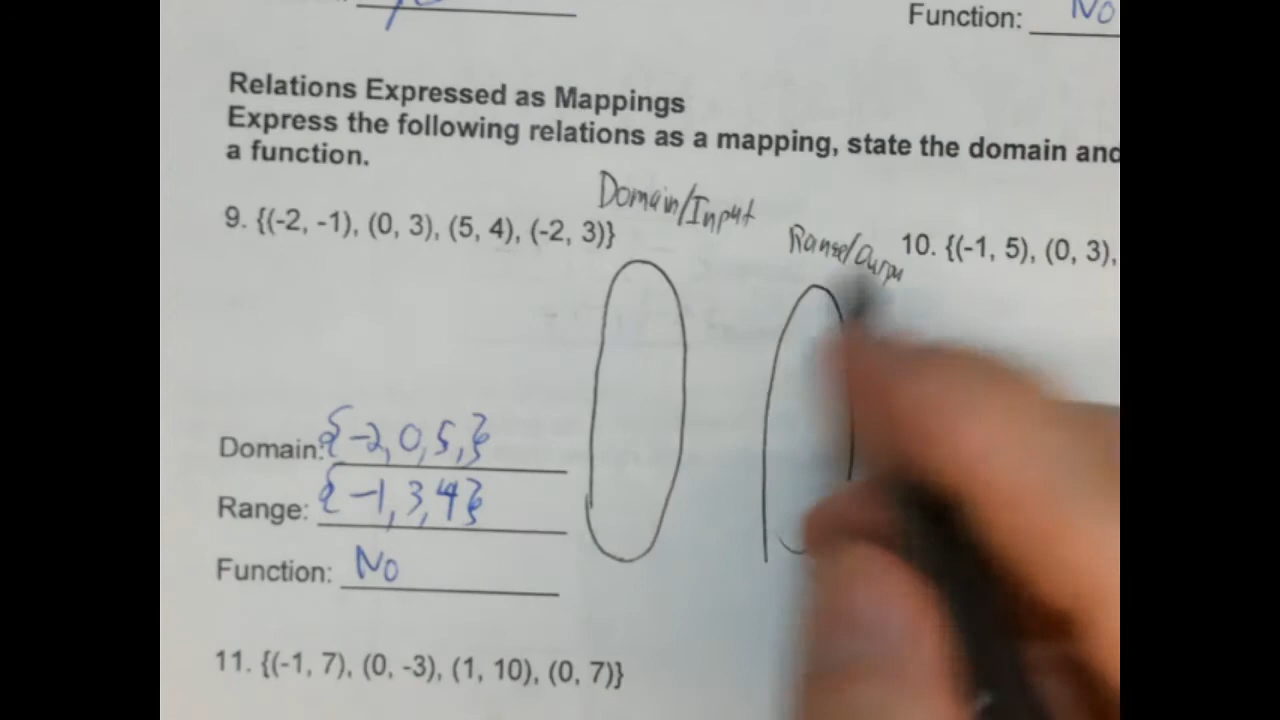 Function: No
Relations Expressed as Mappings
Express the following relations as a mapping, state the domain and
a function.
Domain/Input
9. {(-2, -1), (0, 3), (5, 4), (-2, 3)}
10. {(-1, 5), (0, 3),
Domain: {-2, 0, 5,}
Range: {-1, 3, 4}
Function: No
11. {(-1, 7), (0, -3), (1, 10), (0, 7)}